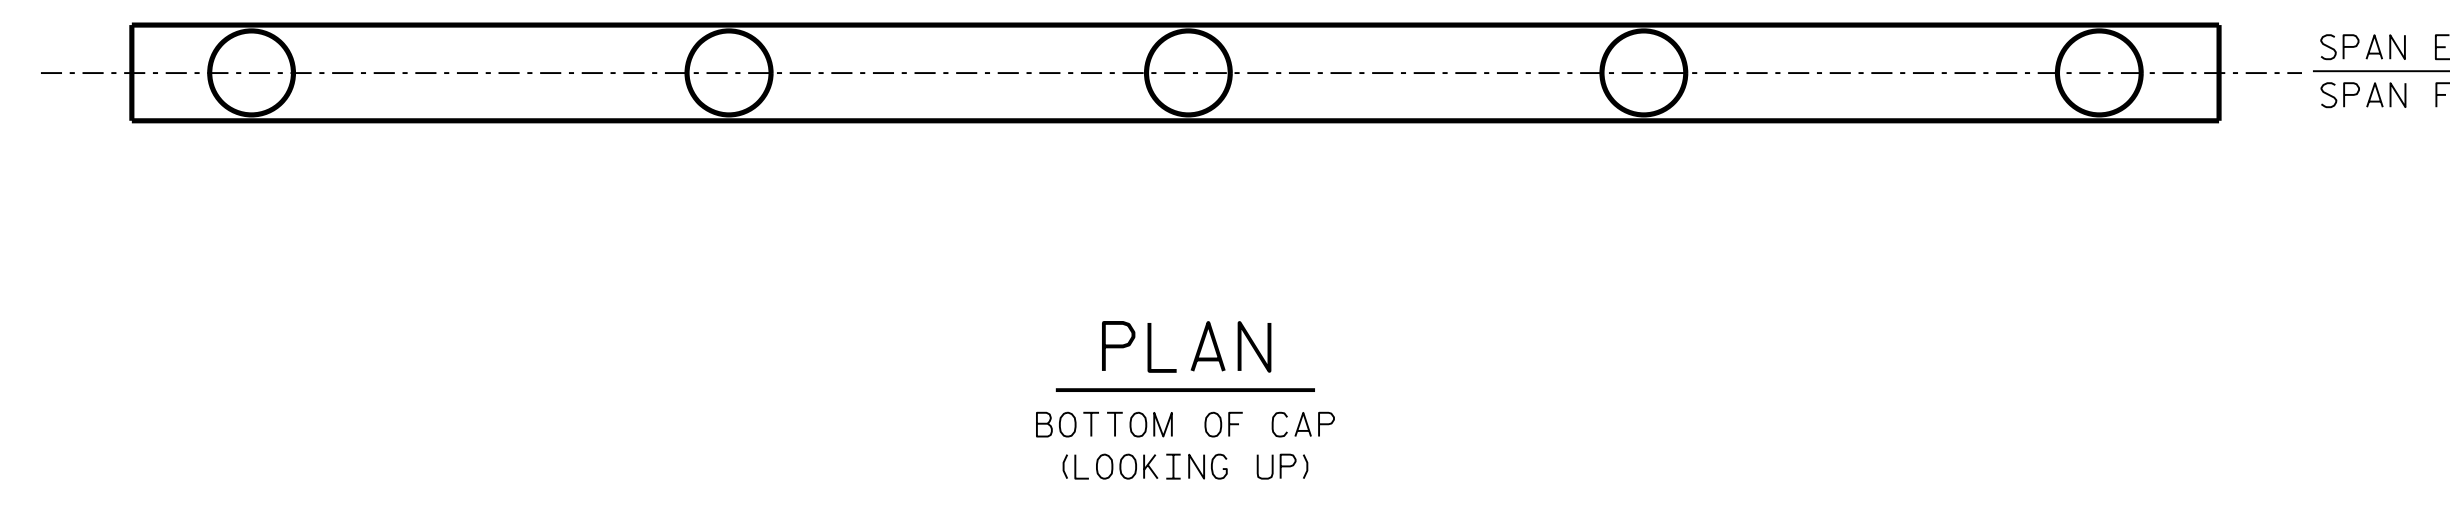 SPAN E
SPAN F
PLAN
BOTTOM OF CAP
(LOOKING UP)